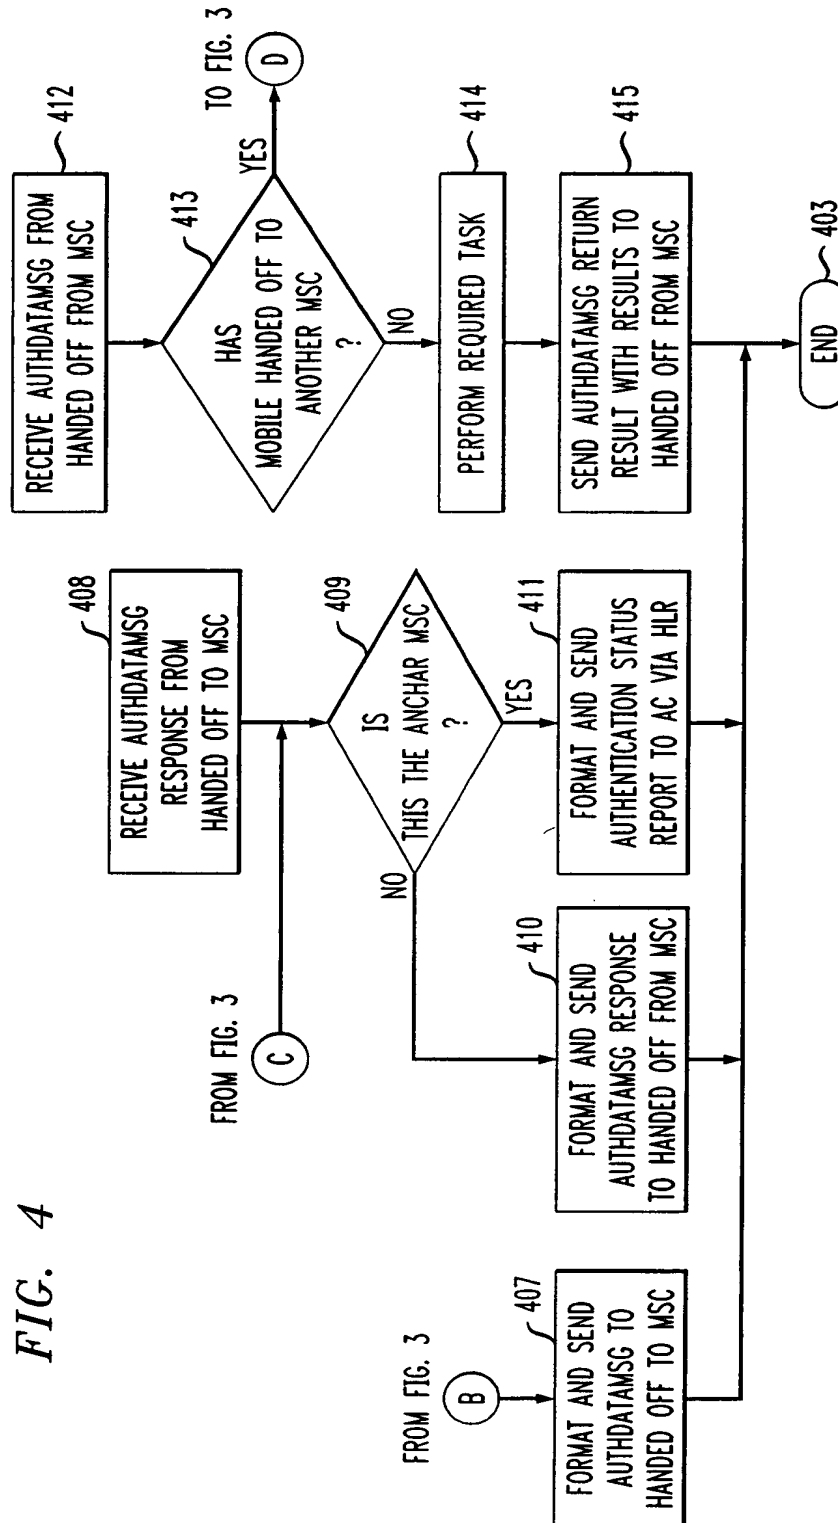 FIG. 4
FROM FIG. 3
B
407
FORMAT AND SEND
AUTHDATAMSG TO
HANDED OFF TO MSC
FROM FIG. 3
C
408
RECEIVE AUTHDATAMSG
RESPONSE FROM
HANDED OFF TO MSC
409
IS
THIS THE ANCHAR MSC
?
NO
YES
410
FORMAT AND SEND
AUTHDATAMSG RESPONSE
TO HANDED OFF FROM MSC
411
FORMAT AND SEND
AUTHENTICATION STATUS
REPORT TO AC VIA HLR
412
RECEIVE AUTHDATAMSG FROM
HANDED OFF FROM MSC
413
HAS
MOBILE HANDED OFF TO
ANOTHER MSC
?
YES
TO FIG. 3
D
NO
414
PERFORM REQUIRED TASK
415
SEND AUTHDATAMSG RETURN
RESULT WITH RESULTS TO
HANDED OFF FROM MSC
403
END